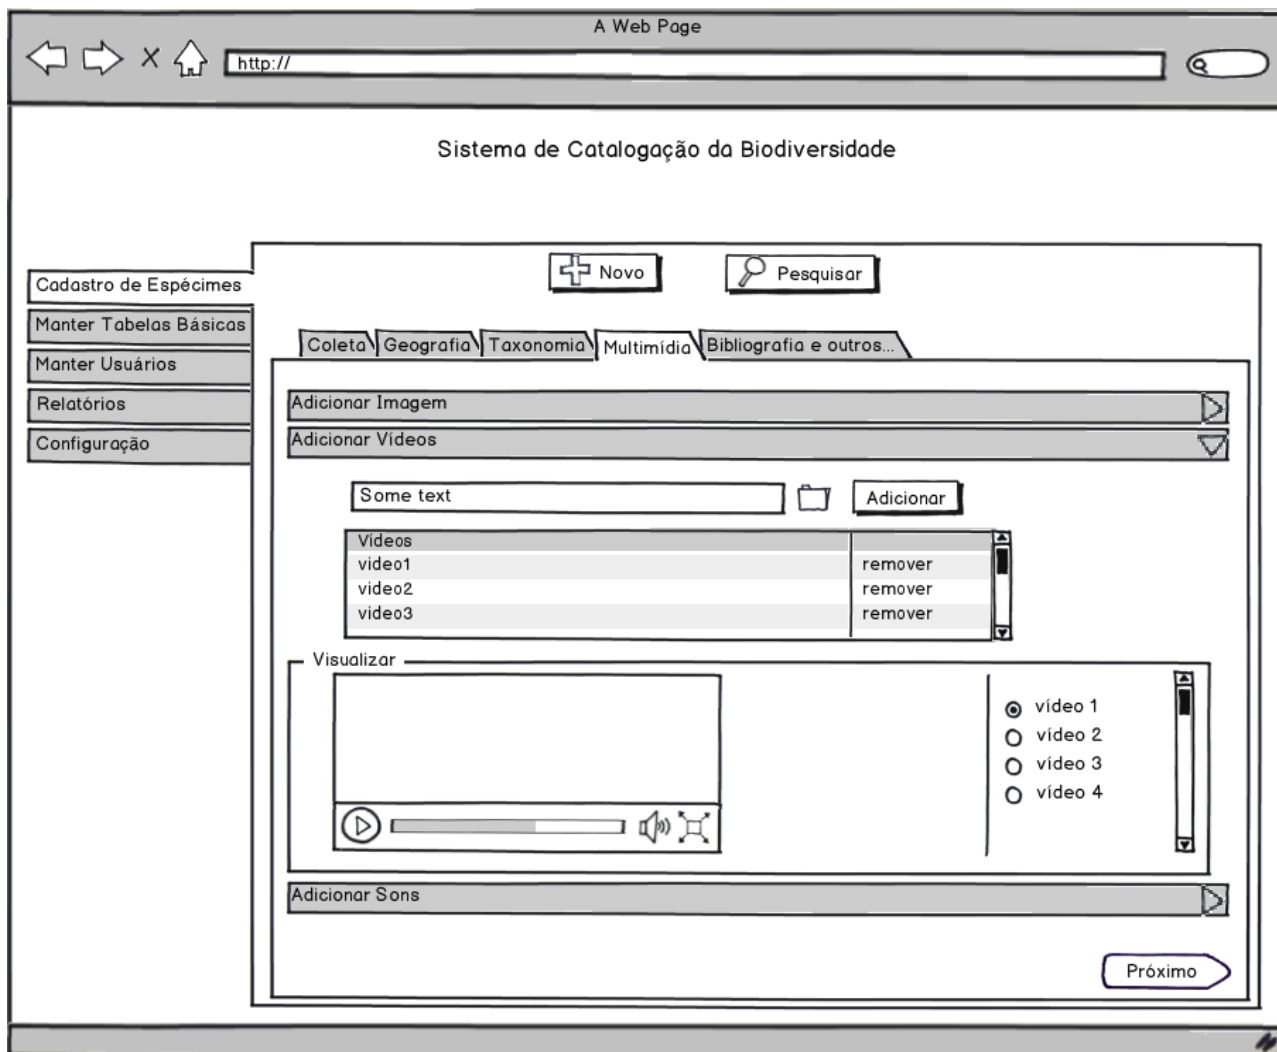 A Web Page
http://
Sistema de Catalogação da Biodiversidade
Novo
Pesquisar
Cadastro de Espécimes
Manter Tabelas Básicas
Manter Usuários
Relatórios
Configuração
Coleta Geografia Taxonomia Multimídia Bibliografia e outros...
Adicionar Imagem
Adicionar Vídeos
Some text
Adicionar
Vídeos
video1 remover
video2 remover
video3 remover
Visualizar
vídeo 1
vídeo 2
vídeo 3
vídeo 4
Adicionar Sons
Próximo